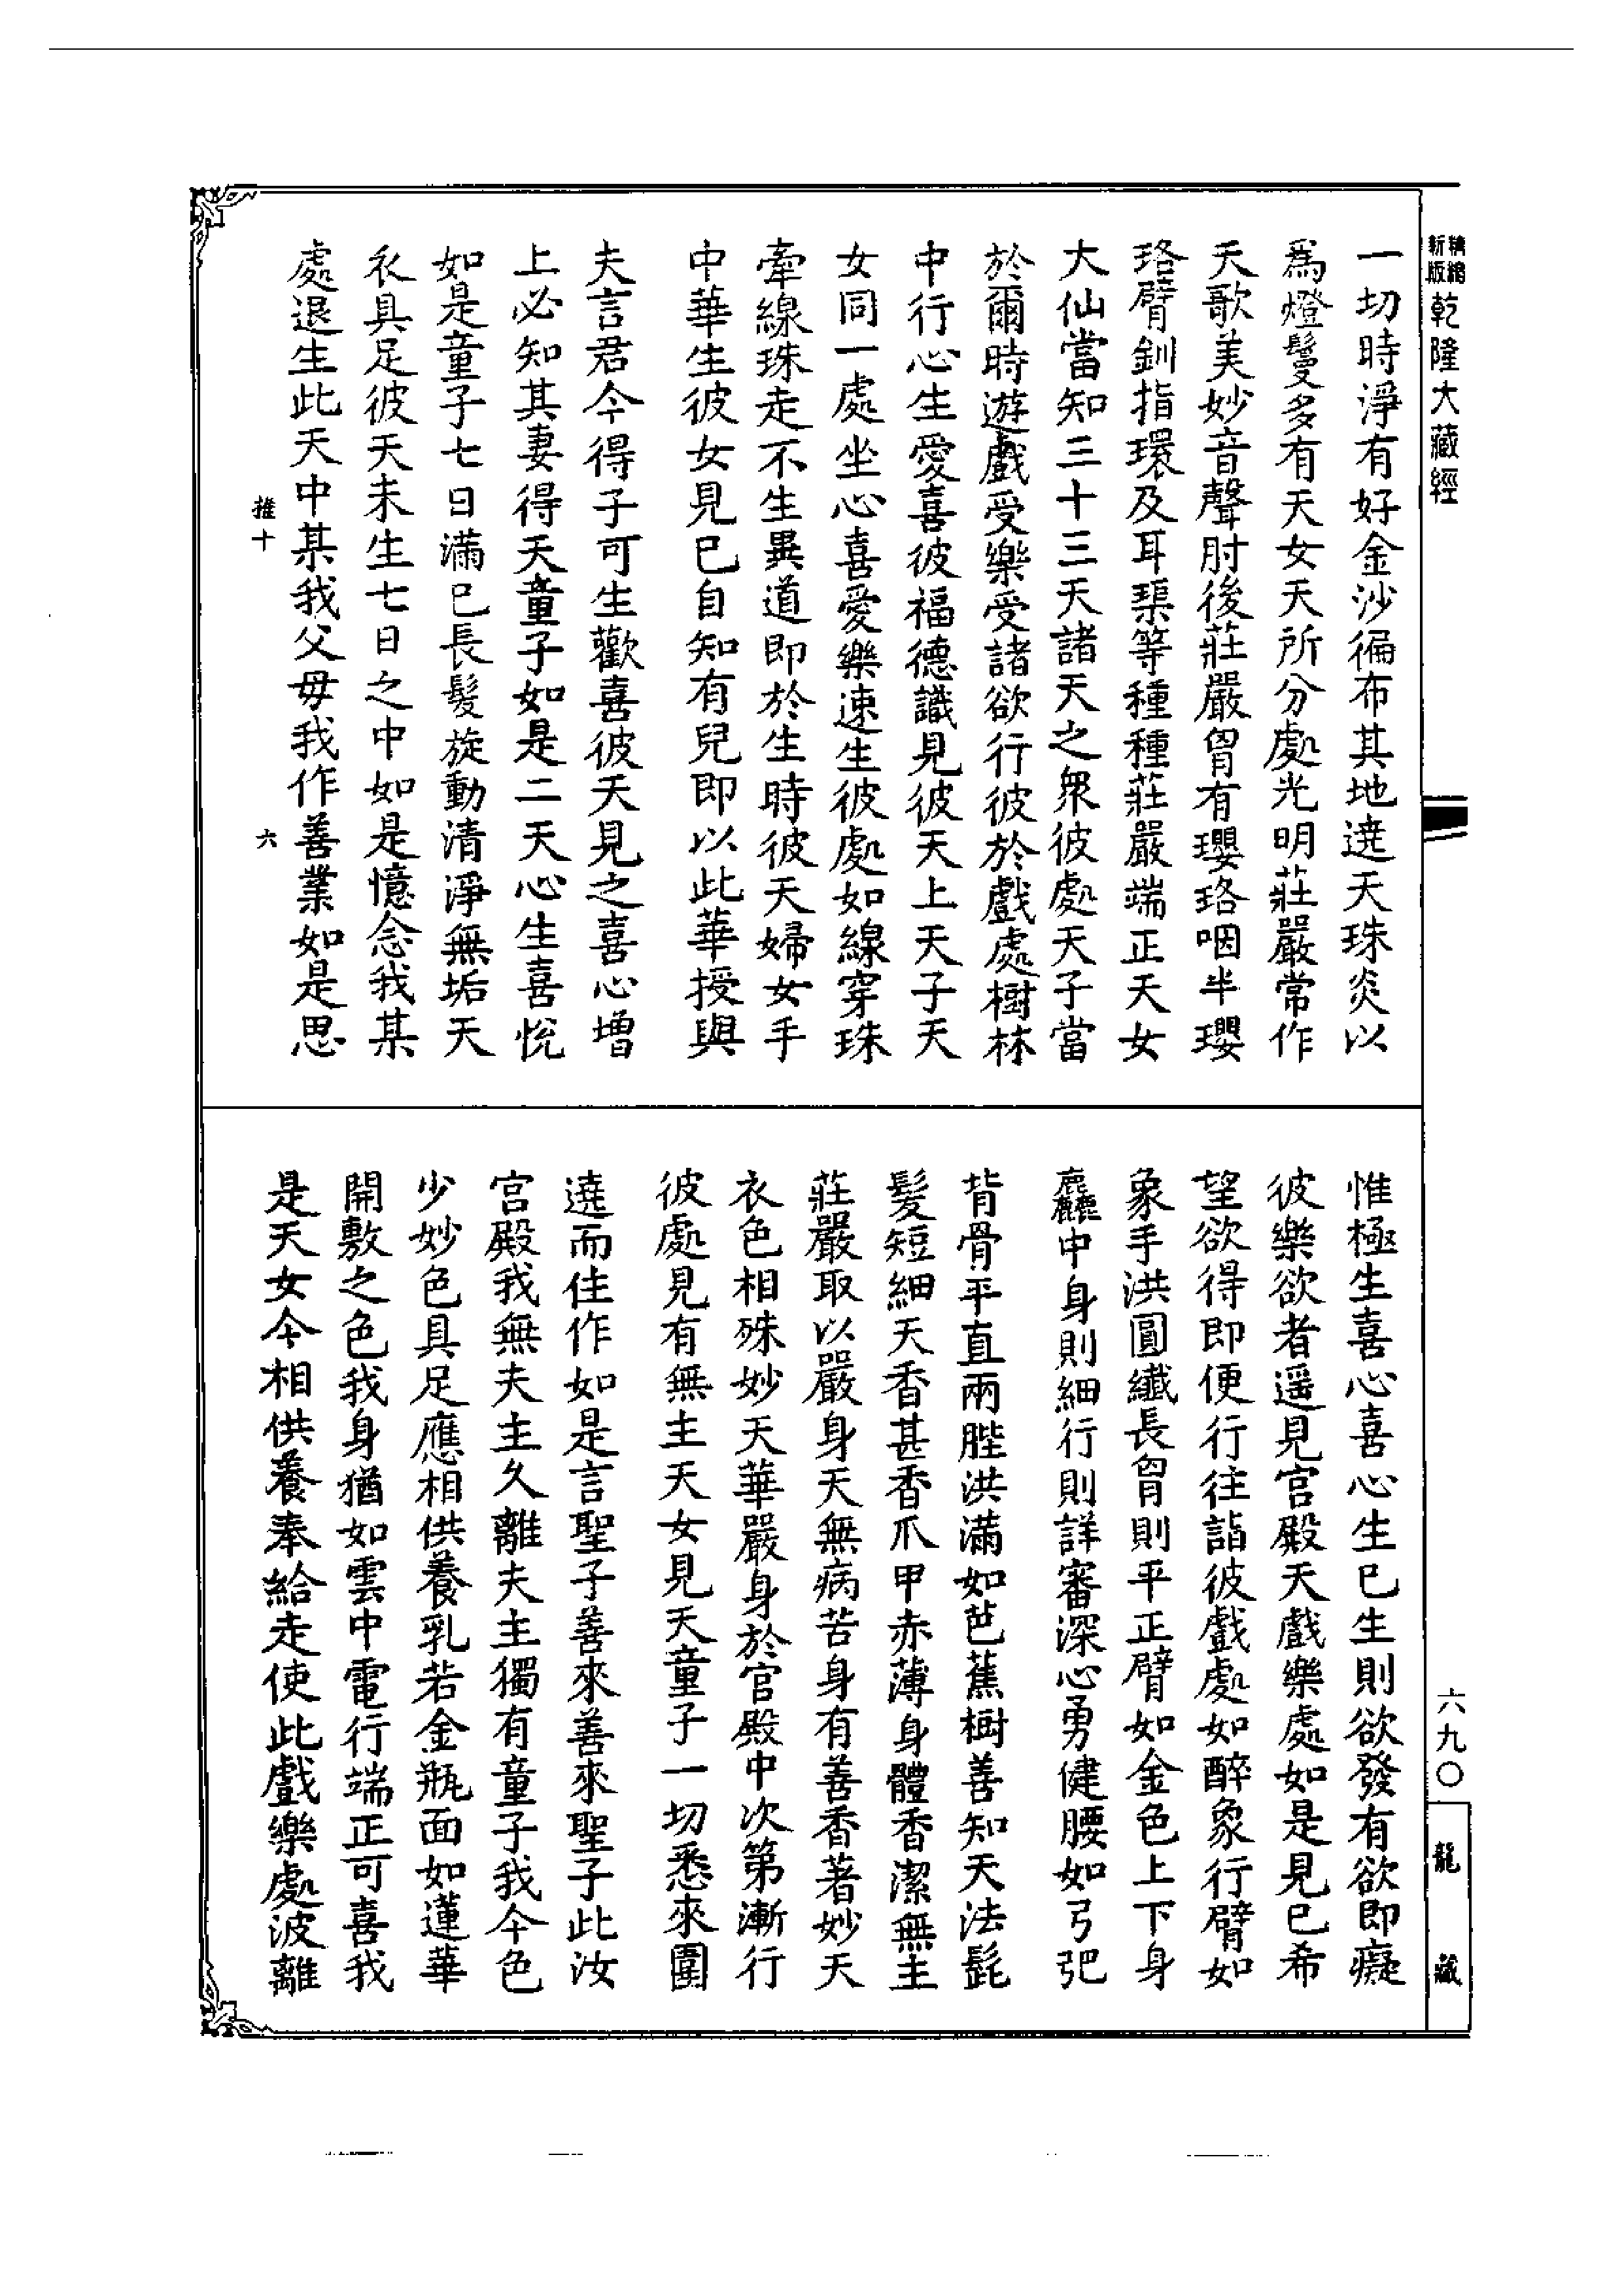 精縮新版乾隆大藏經
一切時淨有好金沙徧布其地遶天珠炎以
為燈鬘多有天女天所分處光明莊嚴常作
天歌美妙音聲肘後莊嚴胷有瓔珞咽半瓔
珞臂釧指環及耳璖等種種莊嚴端正天女
大仙當知三十三天諸天之衆彼處天子當
於爾時遊戲受樂受諸欲行彼於戲處樹林
中行心生愛喜彼福德識見彼天上天子天
女同一處坐心喜愛樂速生彼處如線穿珠
牽線珠走不生異道即於生時彼天婦女手
中華生彼女見已自知有兒即以此華授與
夫言君今得子可生歡喜彼天見之喜心增
上必知其妻得天童子如是二天心生喜悅
如是童子七日滿已長髮旋動清淨無垢天
衣具足彼天未生七日之中如是憶念我某
處退生此天中某我父母我作善業如是思
推十
六
惟極生喜心喜心生已生則欲發有欲即癡
彼樂欲者遥見宮殿天戲樂處如是見已希
望欲得即便行往詣彼戲處如醉象行臂如
象手洪圓纖長胷則平正臂如金色上下身
麤中身則細行則詳審深心勇健腰如弓弝
背骨平直兩䏶洪滿如芭蕉樹善知天法髭
髮短細天香甚香爪甲赤薄身體香潔無主
莊嚴取以嚴身天無病苦身有善香著妙天
衣色相殊妙天華嚴身於宮殿中次第漸行
彼處見有無主天女見天童子一切悉來圍
遶而住作如是言聖子善來善來聖子此汝
宮殿我無夫主久離夫主獨有童子我今色
少妙色具足應相供養乳若金瓶面如蓮華
開敷之色我身猶如雲中電行端正可喜我
是天女今相供養奉給走使此戲樂處波離
六九〇
龍藏